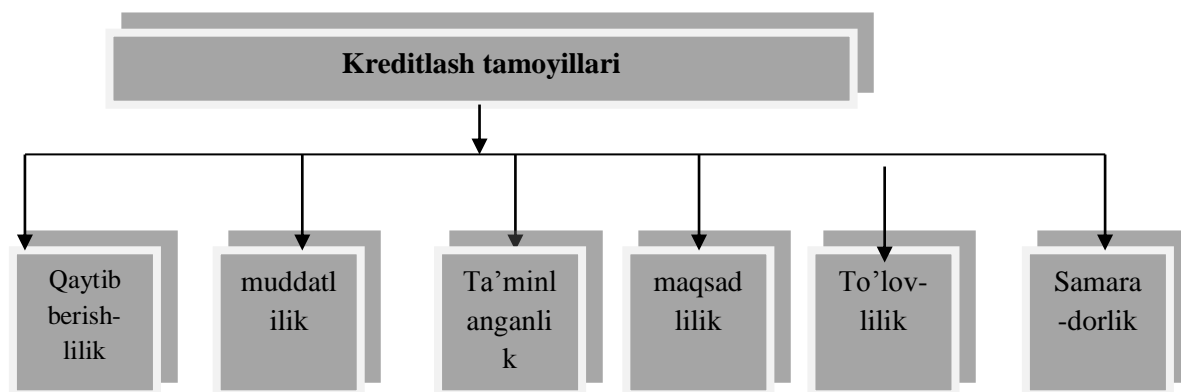 Kreditlash tamoyillari
Qaytib
berish-
lilik
muddatl
ilik
Ta’minl
anganli
k
maqsad
lilik
To’lov-
lilik
Samara
-dorlik